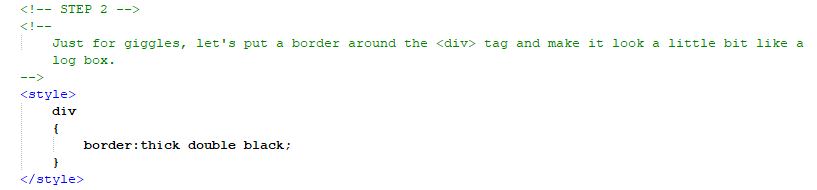 <!-- STEP 2 -->
<!--
Just for giggles, let's put a border around the <div> tag and make it look a little bit like a
log box.
-->
<style>
div
{
border:thick double black;
}
</style>